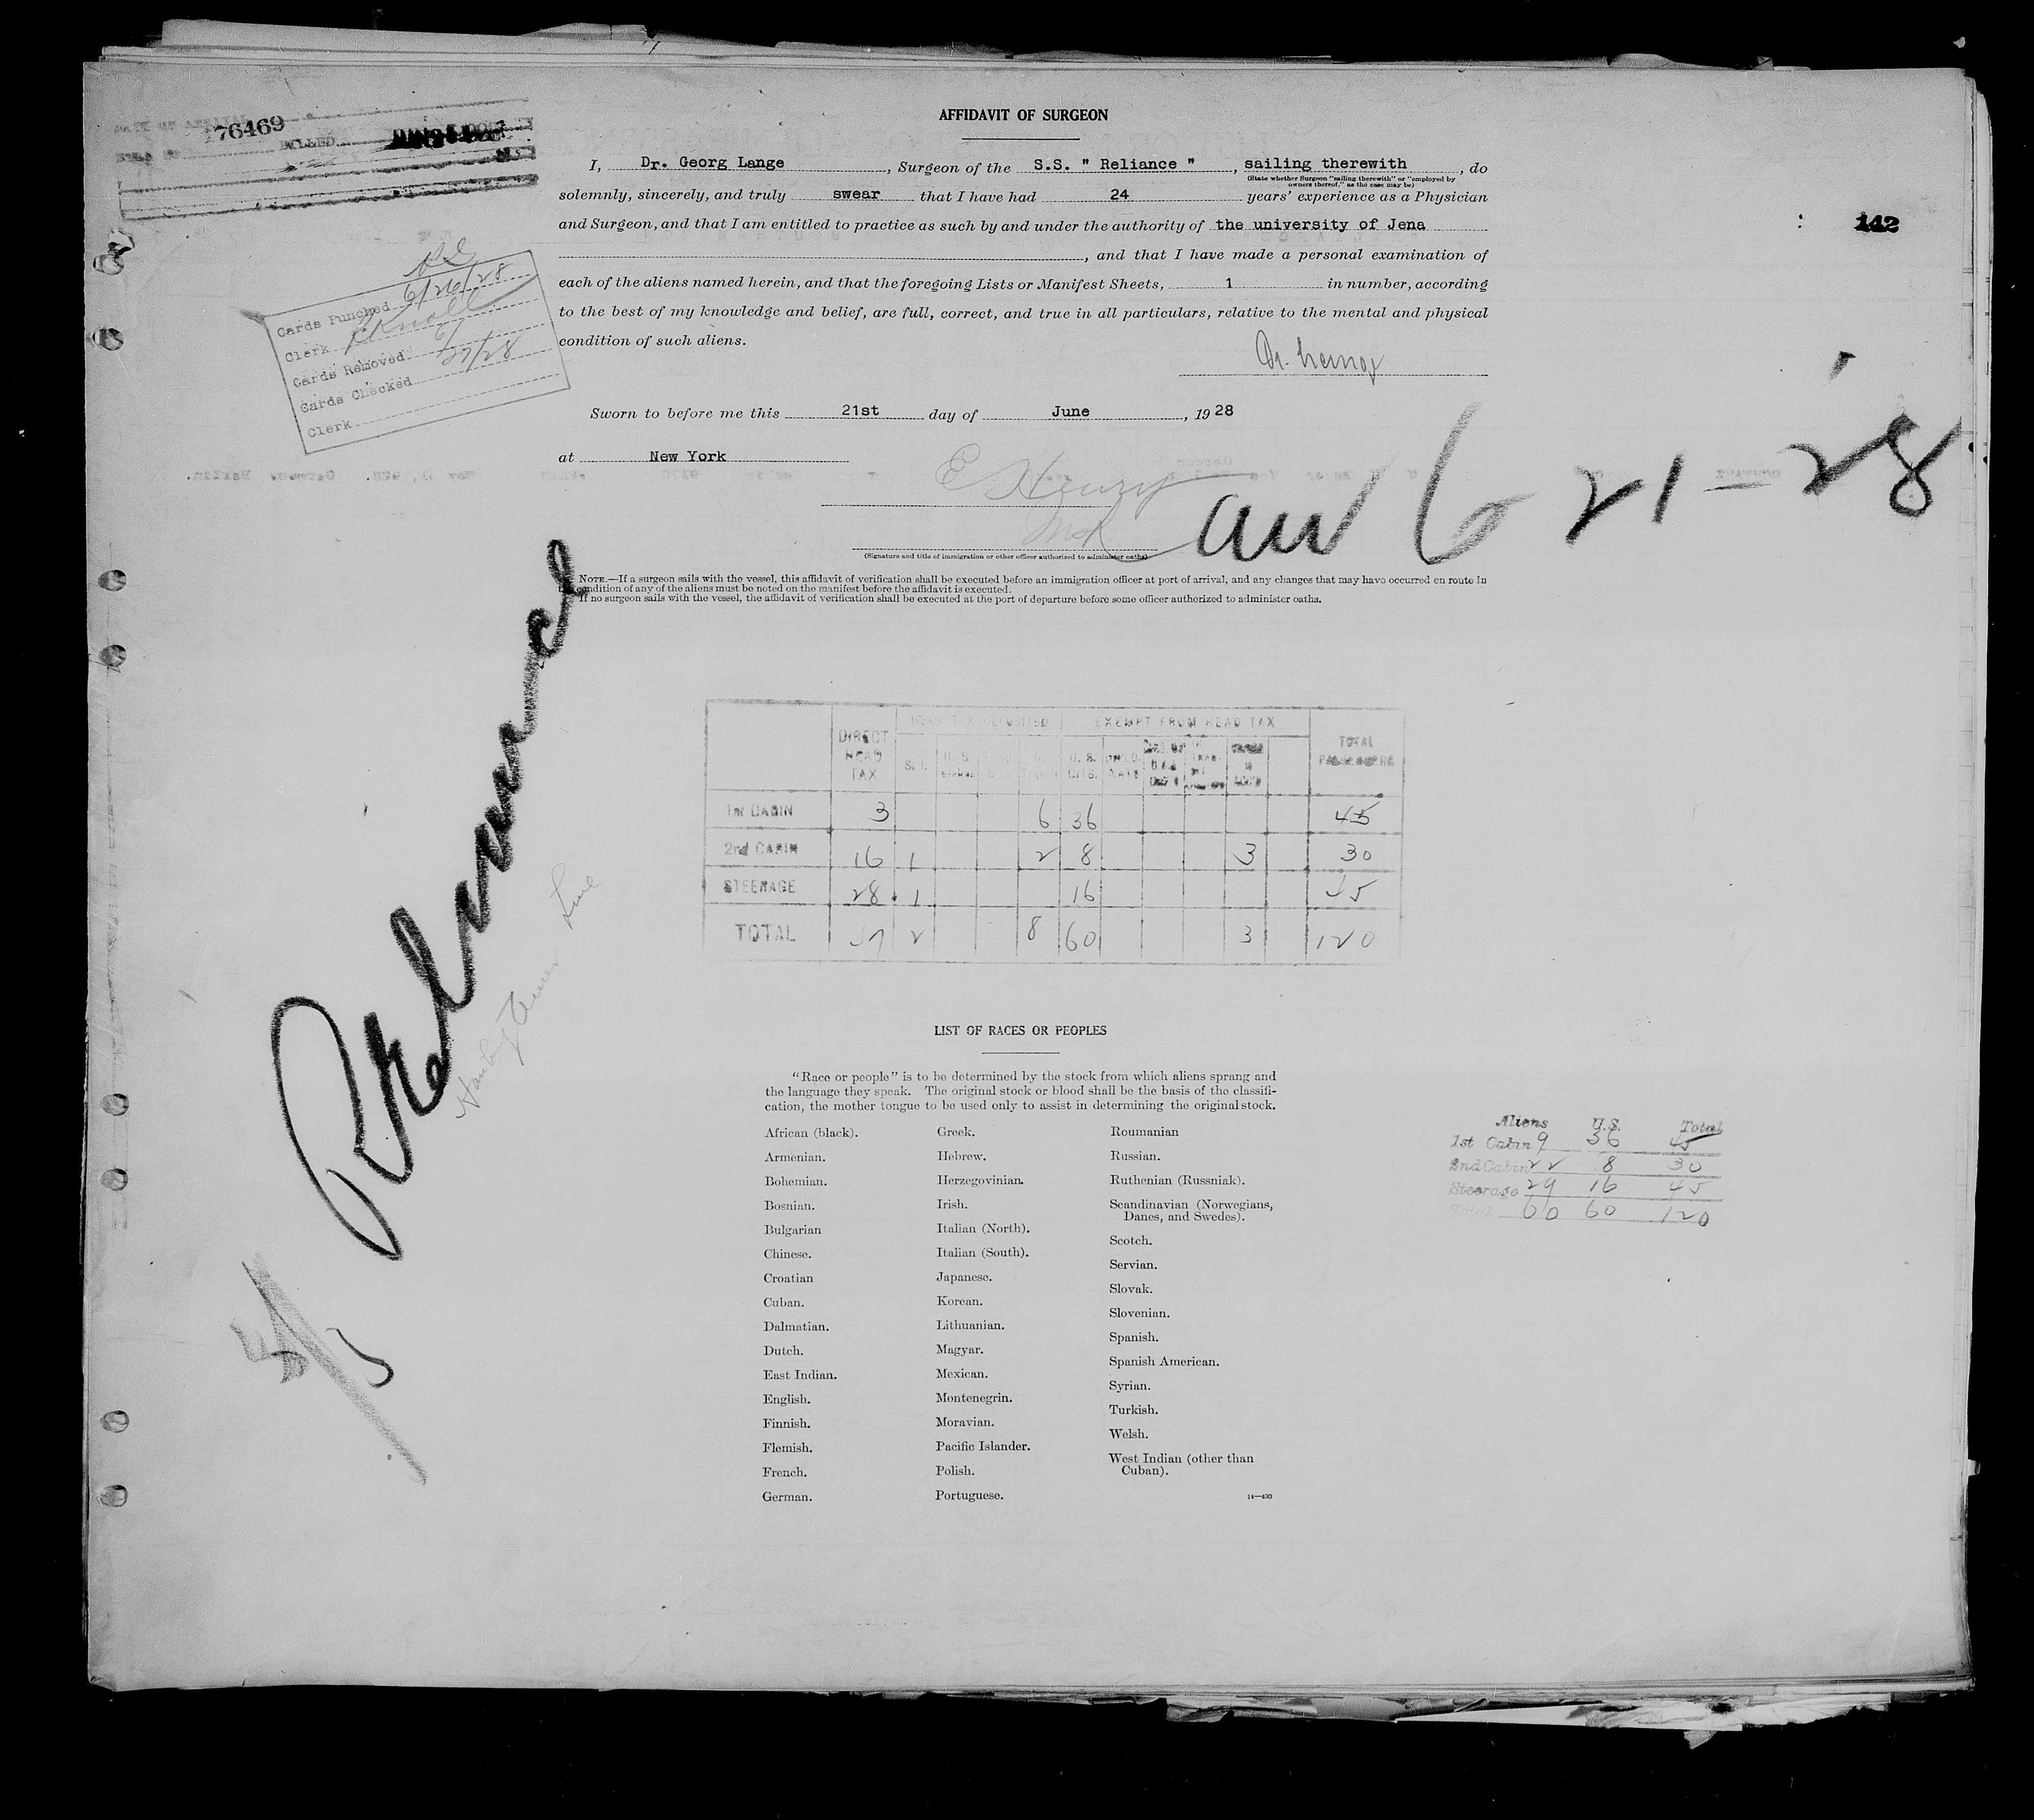 AFFIDAVIT OF SURGEON
I, Dr. Georg Lange, Surgeon of the S.S. " Reliance ", sailing therewith, do
(State whether Surgeon "sailing therewith" or "employed by
owners thereof," as the case may be)
solemnly, sincerely, and truly swear that I have had 24 years' experience as a Physician
and Surgeon, and that I am entitled to practice as such by and under the authority of the university of Jena
, and that I have made a personal examination of
each of the aliens named herein, and that the foregoing Lists or Manifest Sheets, 1 in number, according
to the best of my knowledge and belief, are full, correct, and true in all particulars, relative to the mental and physical
condition of such aliens.
Sworn to before me this 21st day of June, 1928
at New York
(Signature and title of immigration or other officer authorized to administer oaths)
NOTE.—If a surgeon sails with the vessel, this affidavit of verification shall be executed before an immigration officer at port of arrival, and any changes that may have occurred en route in
condition of any of the aliens must be noted on the manifest before the affidavit is executed.
If no surgeon sails with the vessel, the affidavit of verification shall be executed at the port of departure before some officer authorized to administer oaths.
76469
BILLED
142
Cards Punched 6/26/28
Clerk
Cards Removed 6/
Cards Checked 27/28
Clerk
6 21-28
Reliance
Line
DIRECT HEAD TAX
EXEMPT FROM HEAD TAX
S.I. U.S. CITS.
TOTAL PASSENGERS
1st CABIN 3 6 36 45
2nd CABIN 16 1 2 8 3 30
STEERAGE 28 1 16 45
TOTAL 47 2 8 60 3 120
LIST OF RACES OR PEOPLES
"Race or people" is to be determined by the stock from which aliens sprang and
the language they speak. The original stock or blood shall be the basis of the classifi-
cation, the mother tongue to be used only to assist in determining the original stock.
African (black).
Armenian.
Bohemian.
Bosnian.
Bulgarian
Chinese.
Croatian
Cuban.
Dalmatian.
Dutch.
East Indian.
English.
Finnish.
Flemish.
French.
German.
Greek.
Hebrew.
Herzegovinian.
Irish.
Italian (North).
Italian (South).
Japanese.
Korean.
Lithuanian.
Magyar.
Mexican.
Montenegrin.
Moravian.
Pacific Islander.
Polish.
Portuguese.
Roumanian
Russian.
Ruthenian (Russniak).
Scandinavian (Norwegians,
Danes, and Swedes).
Scotch.
Servian.
Slovak.
Slovenian.
Spanish.
Spanish American.
Syrian.
Turkish.
Welsh.
West Indian (other than
Cuban).
14—430
Aliens U.S. Total
1st Cabin 9 36 45
2nd Cabin 22 8 30
Steerage 29 16 45
Total 60 60 120